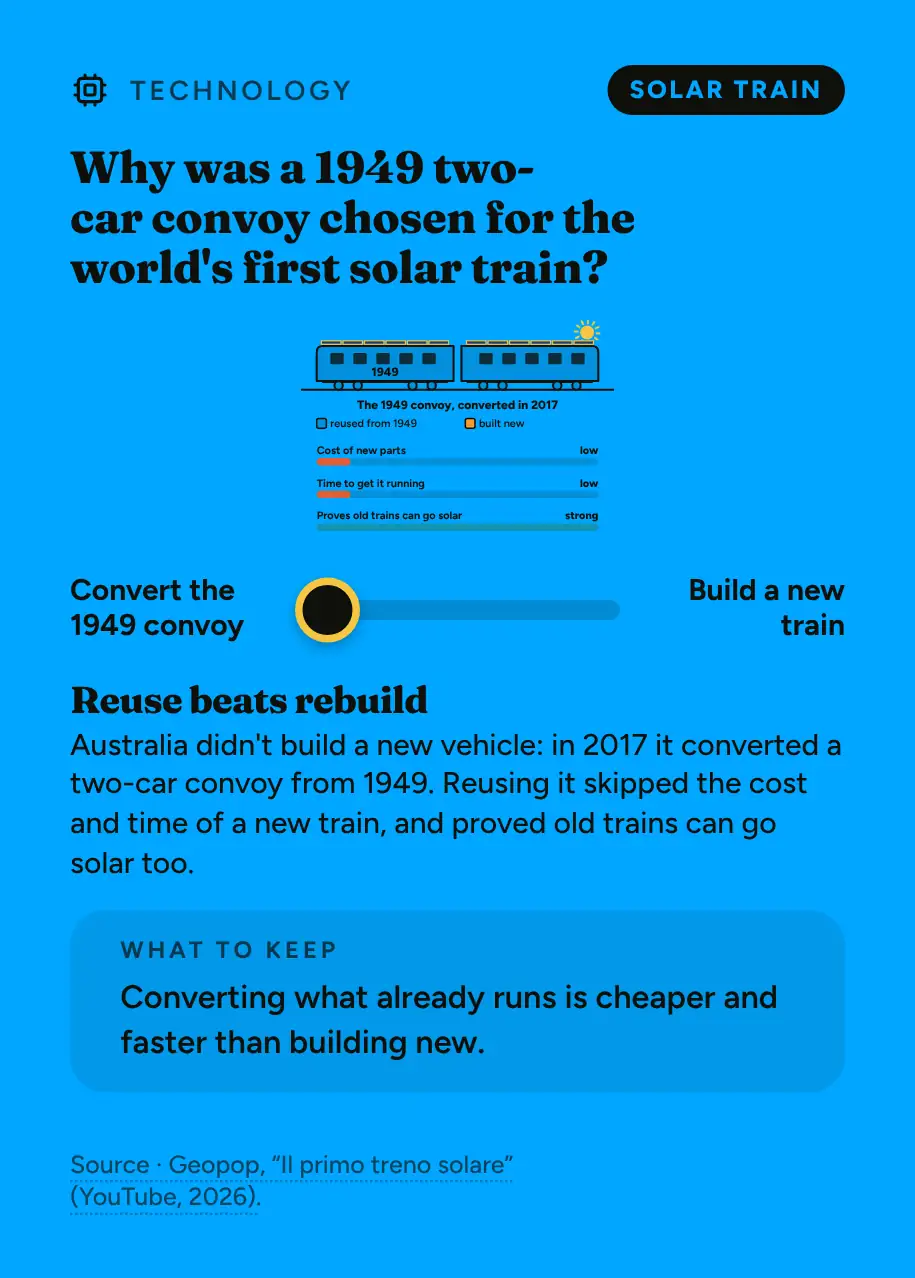 TECHNOLOGY
SOLAR TRAIN
Why was a 1949 two-
car convoy chosen for the
world's first solar train?
1949
The 1949 convoy, converted in 2017
reused from 1949
built new
Cost of new parts
low
Time to get it running
low
Proves old trains can go solar
strong
Convert the
1949 convoy
Build a new
train
Reuse beats rebuild
Australia didn't build a new vehicle: in 2017 it converted a
two-car convoy from 1949. Reusing it skipped the cost
and time of a new train, and proved old trains can go
solar too.
WHAT TO KEEP
Converting what already runs is cheaper and
faster than building new.
Source · Geopop, “Il primo treno solare”
(YouTube, 2026).